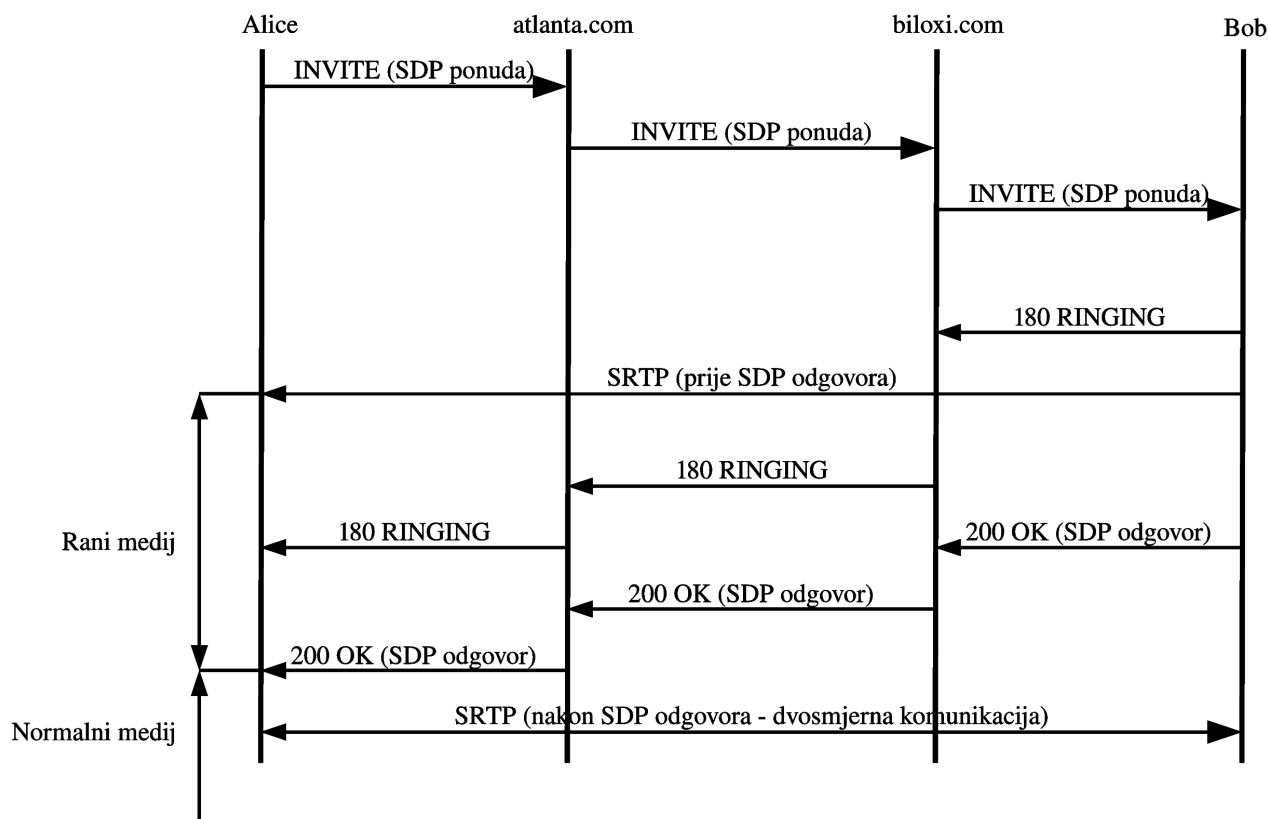 Alice
atlanta.com
biloxi.com
Bob
INVITE (SDP ponuda)
INVITE (SDP ponuda)
INVITE (SDP ponuda)
180 RINGING
SRTP (prije SDP odgovora)
180 RINGING
Rani medij
180 RINGING
200 OK (SDP odgovor)
200 OK (SDP odgovor)
200 OK (SDP odgovor)
Normalni medij
SRTP (nakon SDP odgovora - dvosmjerna komunikacija)